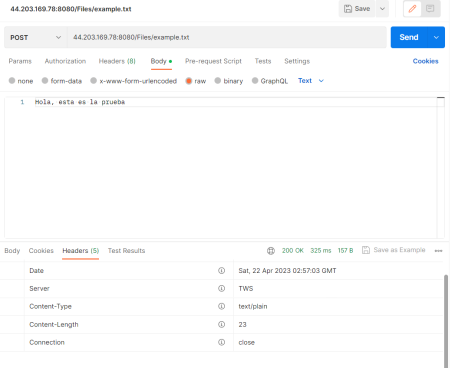 44.203.169.78:8080/Files/example.txt Save
POST 44.203.169.78:8080/Files/example.txt Send
Params Authorization Headers (8) Body Pre-request Script Tests Settings Cookies
none form-data x-www-form-urlencoded raw binary GraphQL Text
1 Hola, esta es la prueba
Body Cookies Headers (5) Test Results 200 OK 325 ms 157 B Save as Example
Date Sat, 22 Apr 2023 02:57:03 GMT
Server TWS
Content-Type text/plain
Content-Length 23
Connection close